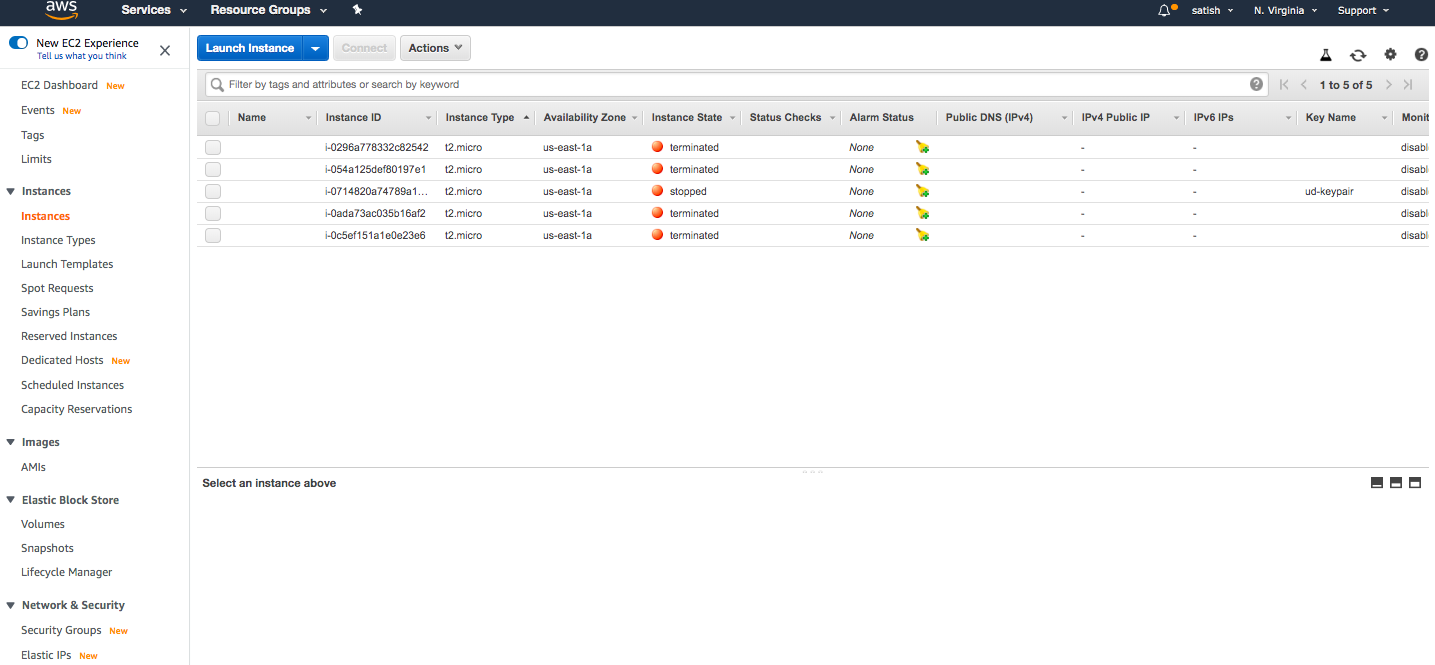 aws Services Resource Groups satish N. Virginia Support
New EC2 Experience
Tell us what you think
EC2 Dashboard New
Events New
Tags
Limits
Instances
Instances
Instance Types
Launch Templates
Spot Requests
Savings Plans
Reserved Instances
Dedicated Hosts New
Scheduled Instances
Capacity Reservations
Images
AMIs
Elastic Block Store
Volumes
Snapshots
Lifecycle Manager
Network & Security
Security Groups New
Elastic IPs New
Launch Instance Connect Actions
Filter by tags and attributes or search by keyword 1 to 5 of 5
Name Instance ID Instance Type Availability Zone Instance State Status Checks Alarm Status Public DNS (IPv4) IPv4 Public IP IPv6 IPs Key Name Monit
i-0296a778332c82542 t2.micro us-east-1a terminated None - - disabl
i-054a125def80197e1 t2.micro us-east-1a terminated None - - disabl
i-0714820a74789a1... t2.micro us-east-1a stopped None - - ud-keypair disabl
i-0ada73ac035b16af2 t2.micro us-east-1a terminated None - - disabl
i-0c5ef151a1e0e23e6 t2.micro us-east-1a terminated None - - disabl
Select an instance above